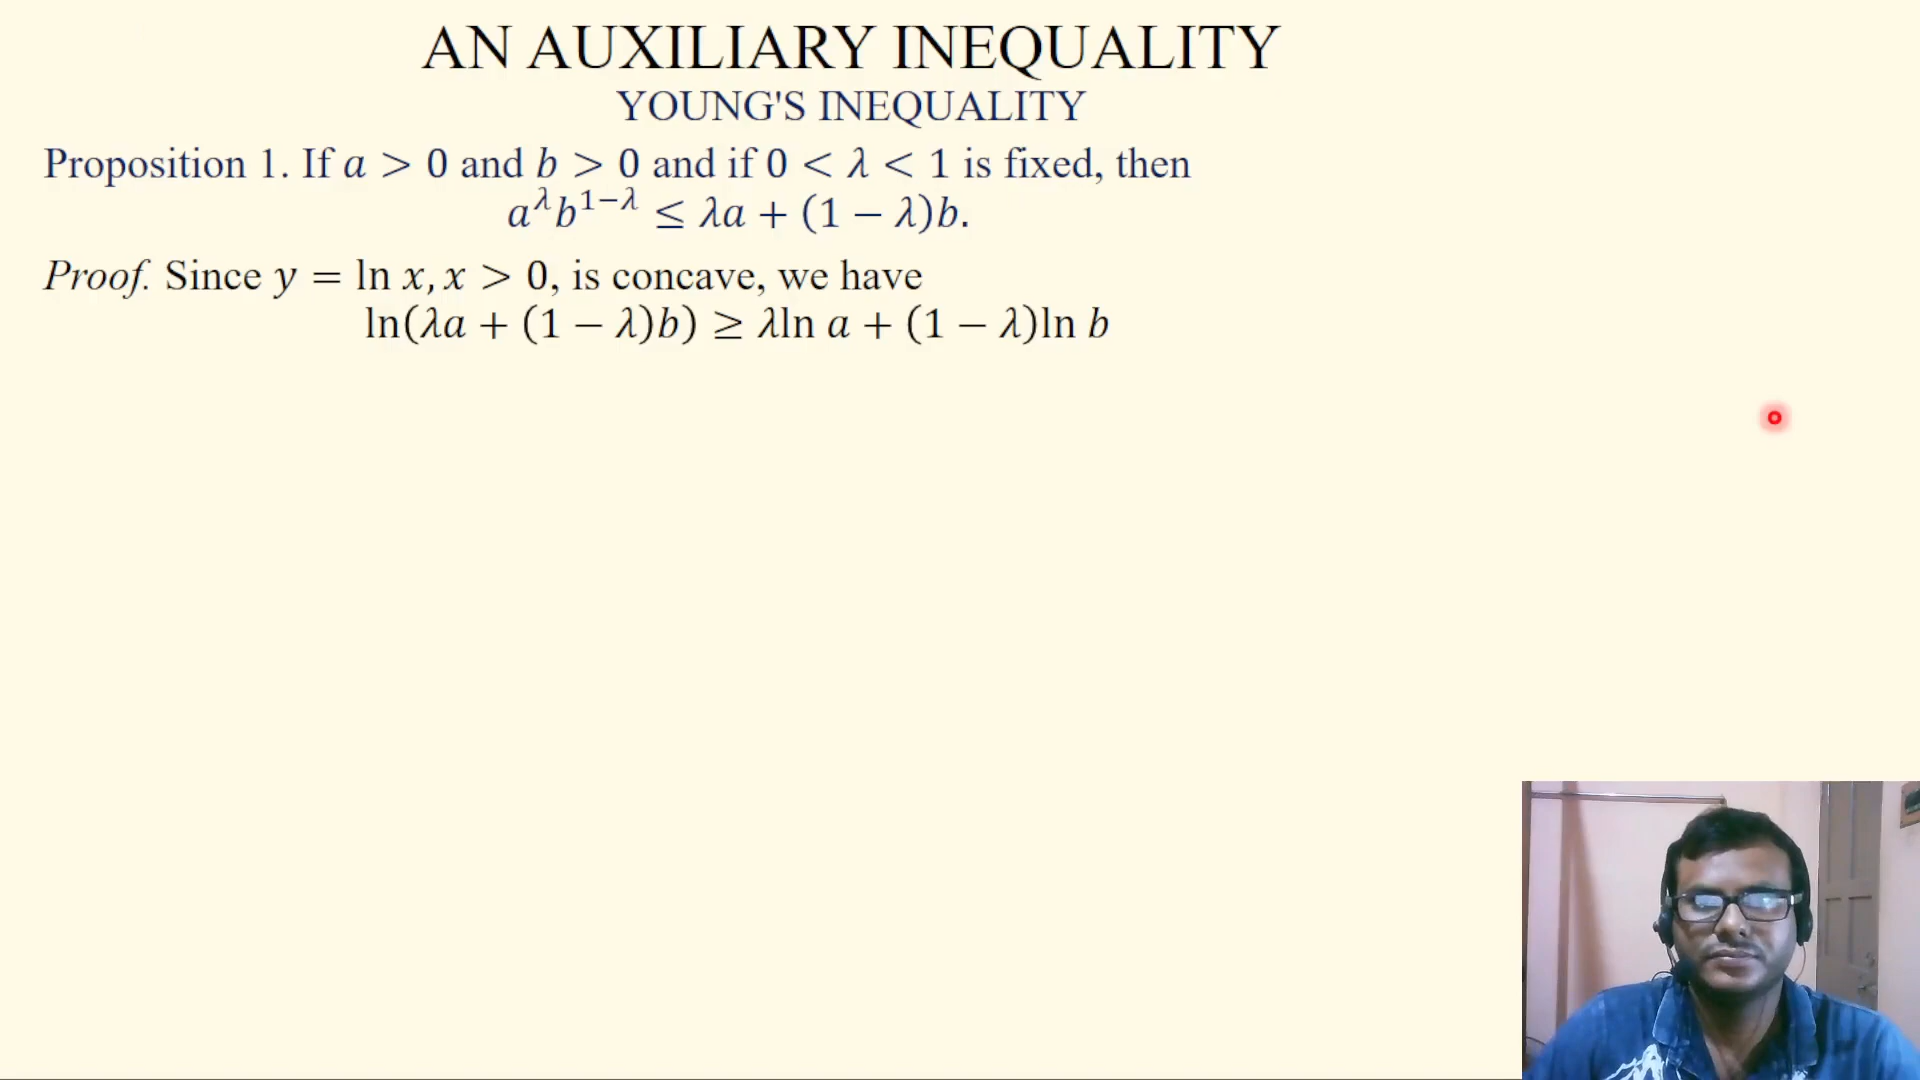 AN AUXILIARY INEQUALITY
YOUNG'S INEQUALITY
Proposition 1. If a > 0 and b > 0 and if 0 < λ < 1 is fixed, then
a^λ b^{1−λ} ≤ λa + (1 − λ)b.
Proof. Since y = ln x, x > 0, is concave, we have
ln(λa + (1 − λ)b) ≥ λln a + (1 − λ)ln b